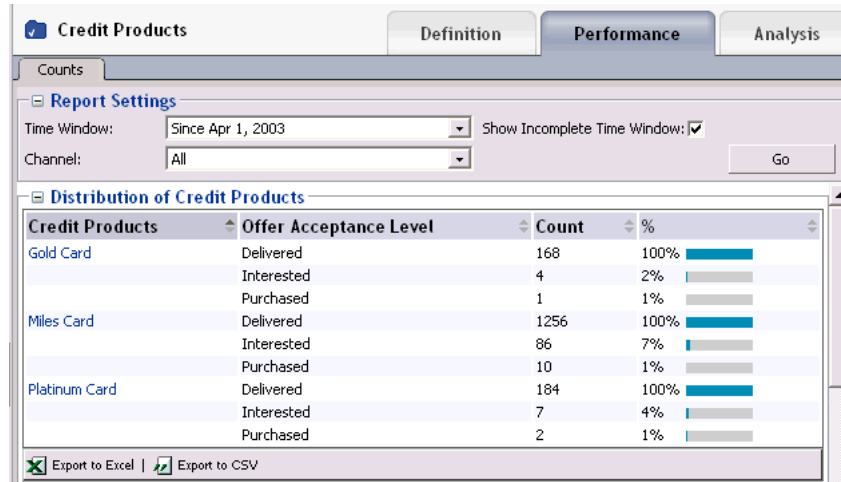 Credit Products Definition Performance Analysis
Counts
Report Settings
Time Window: Since Apr 1, 2003 Show Incomplete Time Window:
Channel: All Go
Distribution of Credit Products
Credit Products Offer Acceptance Level Count %
Gold Card Delivered 168 100%
Interested 4 2%
Purchased 1 1%
Miles Card Delivered 1256 100%
Interested 86 7%
Purchased 10 1%
Platinum Card Delivered 184 100%
Interested 7 4%
Purchased 2 1%
Export to Excel | Export to CSV